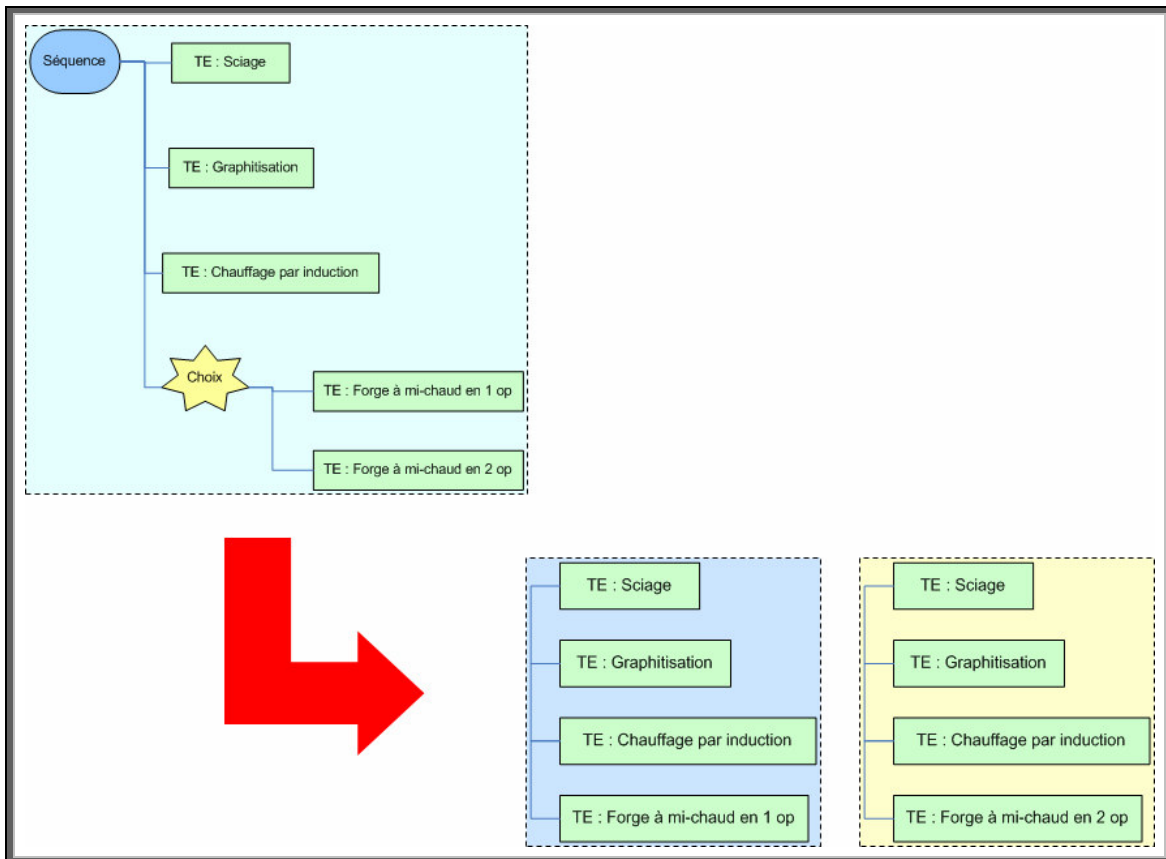 Séquence
TE : Sciage
TE : Graphitisation
TE : Chauffage par induction
Choix
TE : Forge à mi-chaud en 1 op
TE : Forge à mi-chaud en 2 op
TE : Sciage
TE : Graphitisation
TE : Chauffage par induction
TE : Forge à mi-chaud en 1 op
TE : Sciage
TE : Graphitisation
TE : Chauffage par induction
TE : Forge à mi-chaud en 2 op